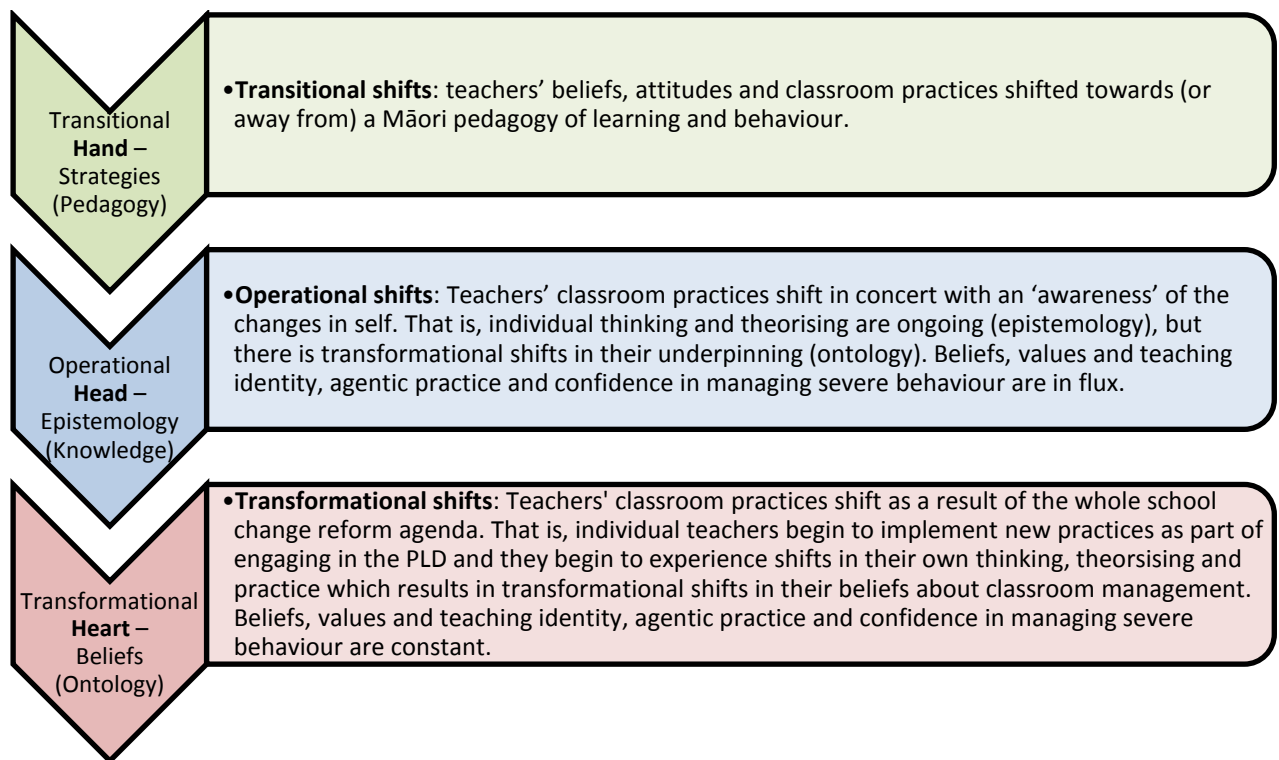 Transitional
Hand –
Strategies
(Pedagogy)
•Transitional shifts: teachers’ beliefs, attitudes and classroom practices shifted towards (or
away from) a Māori pedagogy of learning and behaviour.
Operational
Head –
Epistemology
(Knowledge)
•Operational shifts: Teachers’ classroom practices shift in concert with an ‘awareness’ of the
changes in self. That is, individual thinking and theorising are ongoing (epistemology), but
there is transformational shifts in their underpinning (ontology). Beliefs, values and teaching
identity, agentic practice and confidence in managing severe behaviour are in flux.
Transformational
Heart –
Beliefs
(Ontology)
•Transformational shifts: Teachers' classroom practices shift as a result of the whole school
change reform agenda. That is, individual teachers begin to implement new practices as part of
engaging in the PLD and they begin to experience shifts in their own thinking, theorsising and
practice which results in transformational shifts in their beliefs about classroom management.
Beliefs, values and teaching identity, agentic practice and confidence in managing severe
behaviour are constant.